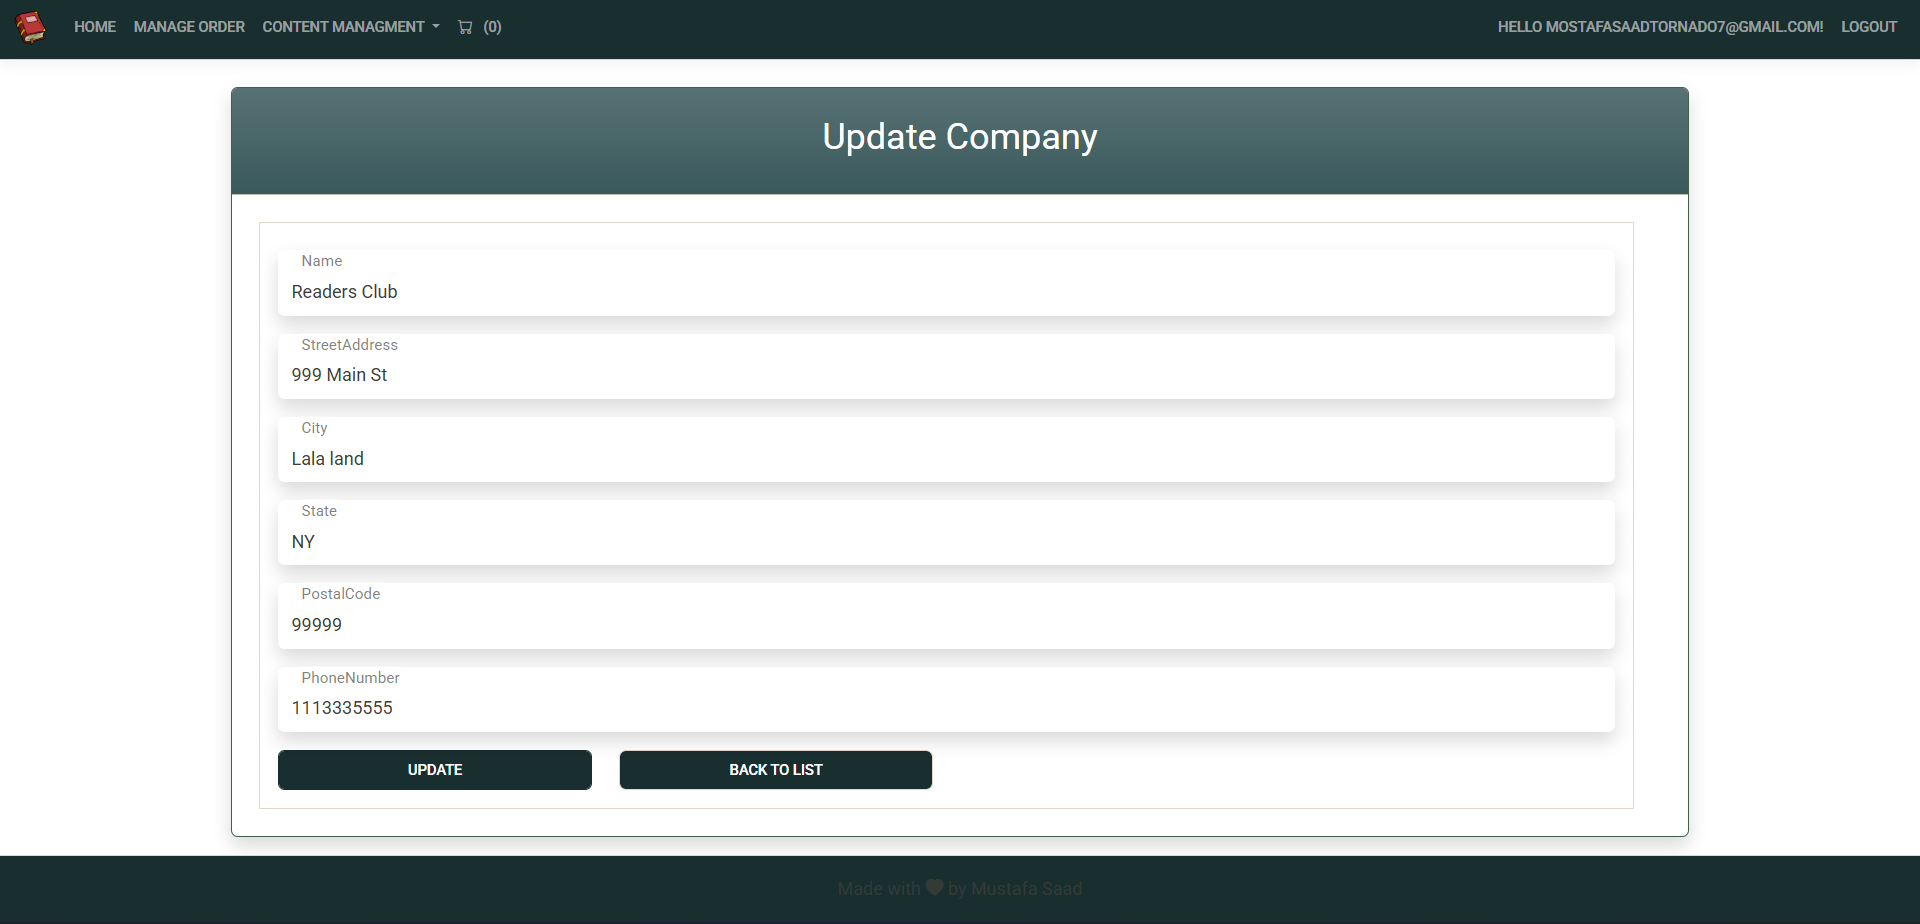 HOME MANAGE ORDER CONTENT MANAGMENT (0) HELLO MOSTAFASAADTORNADO7@GMAIL.COM! LOGOUT
Update Company
Name
Readers Club
StreetAddress
999 Main St
City
Lala land
State
NY
PostalCode
99999
PhoneNumber
1113335555
UPDATE BACK TO LIST
Made with by Mustafa Saad